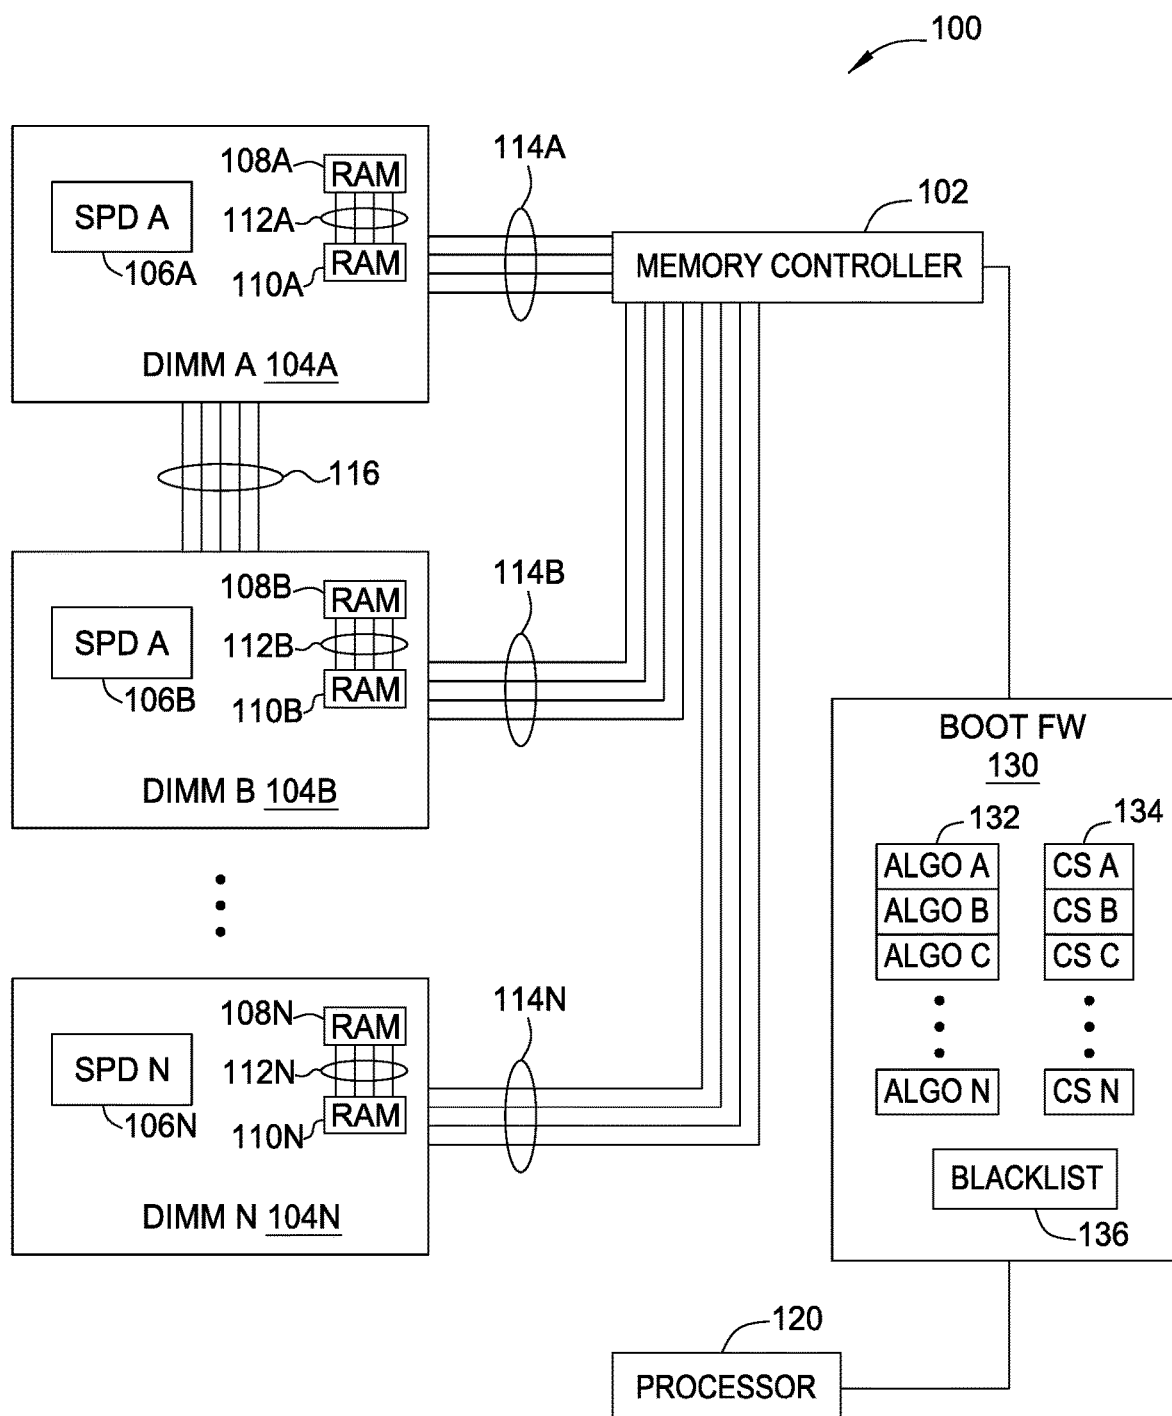 100
108A
RAM
114A
SPD A
112A
102
106A
110A
RAM
MEMORY CONTROLLER
DIMM A 104A
116
108B
RAM
114B
SPD A
112B
106B
110B
RAM
BOOT FW
130
DIMM B 104B
132
134
ALGO A
CS A
ALGO B
CS B
ALGO C
CS C
108N
RAM
114N
SPD N
112N
106N
110N
RAM
ALGO N
CS N
BLACKLIST
DIMM N 104N
136
120
PROCESSOR